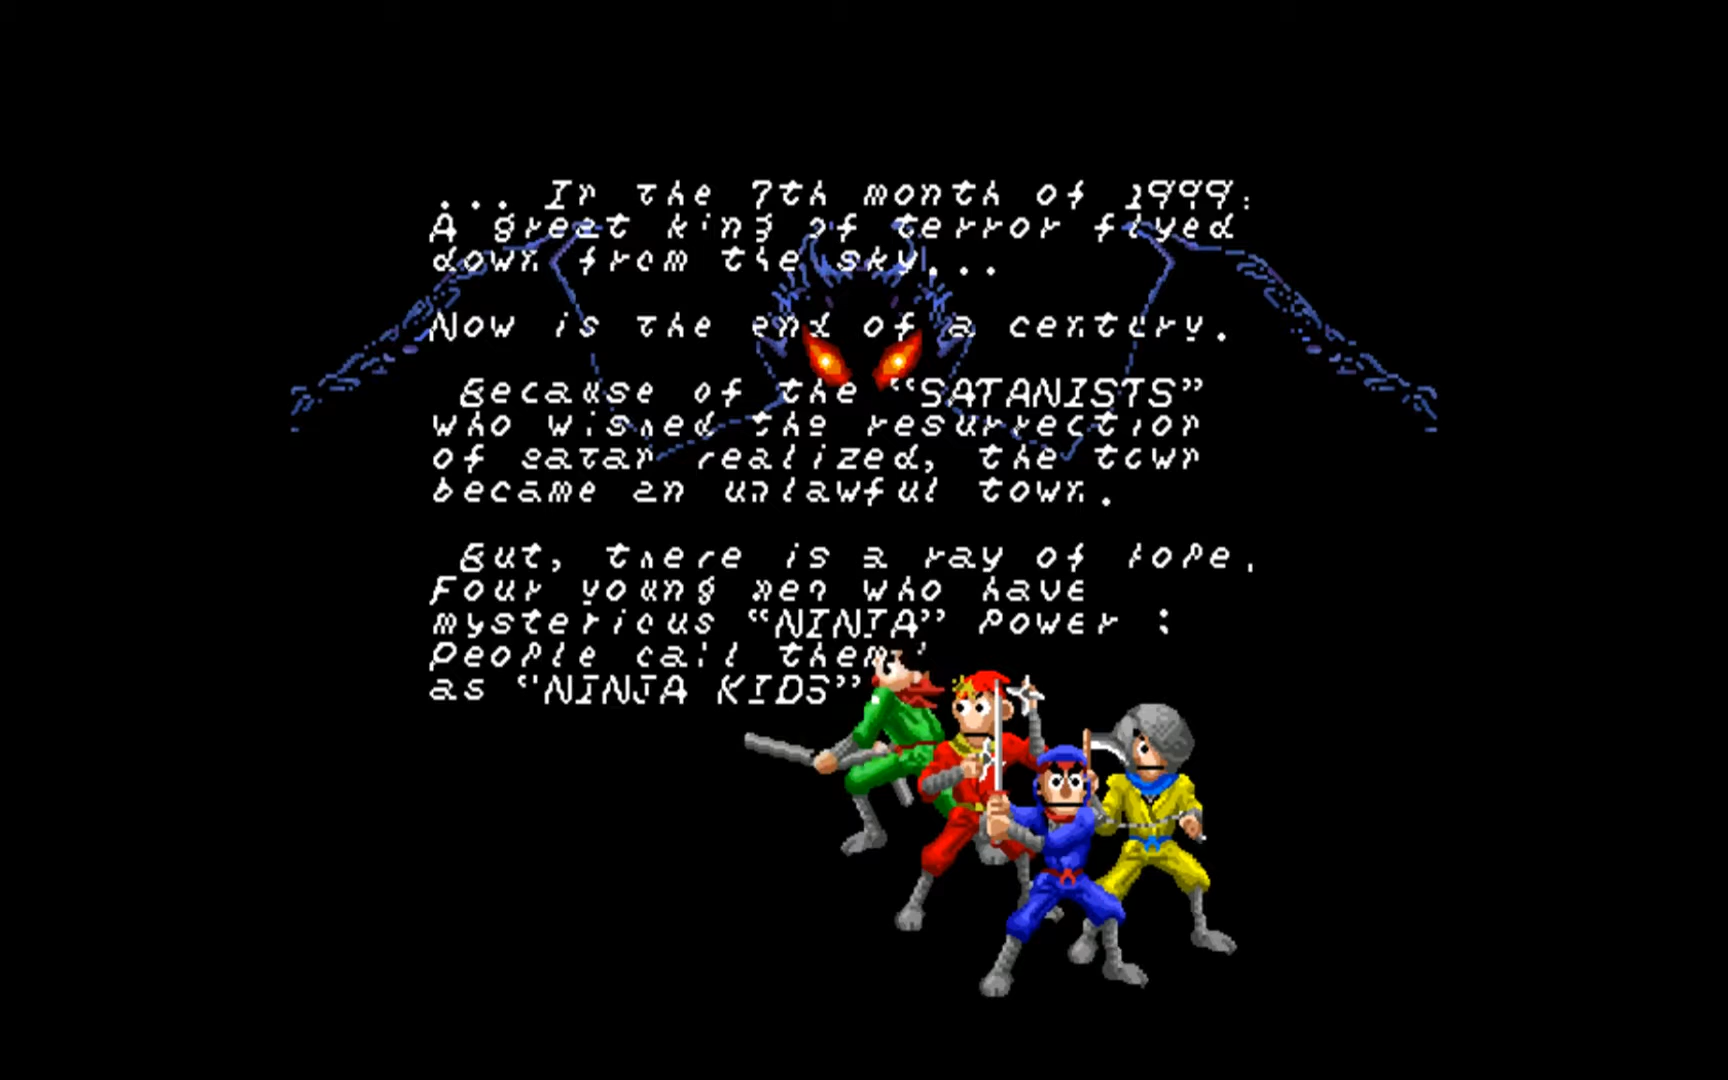 ... In the 7th month of 1999:
A great king of terror flyed
down from the sky...
Now is the end of a century.
Because of the “SATANISTS”
who wished the resurrection
of satan realized, the town
became an unlawful town.
But, there is a ray of hope.
Four young men who have
mysterious “NINJA” power :
People call them
as “NINJA KIDS”